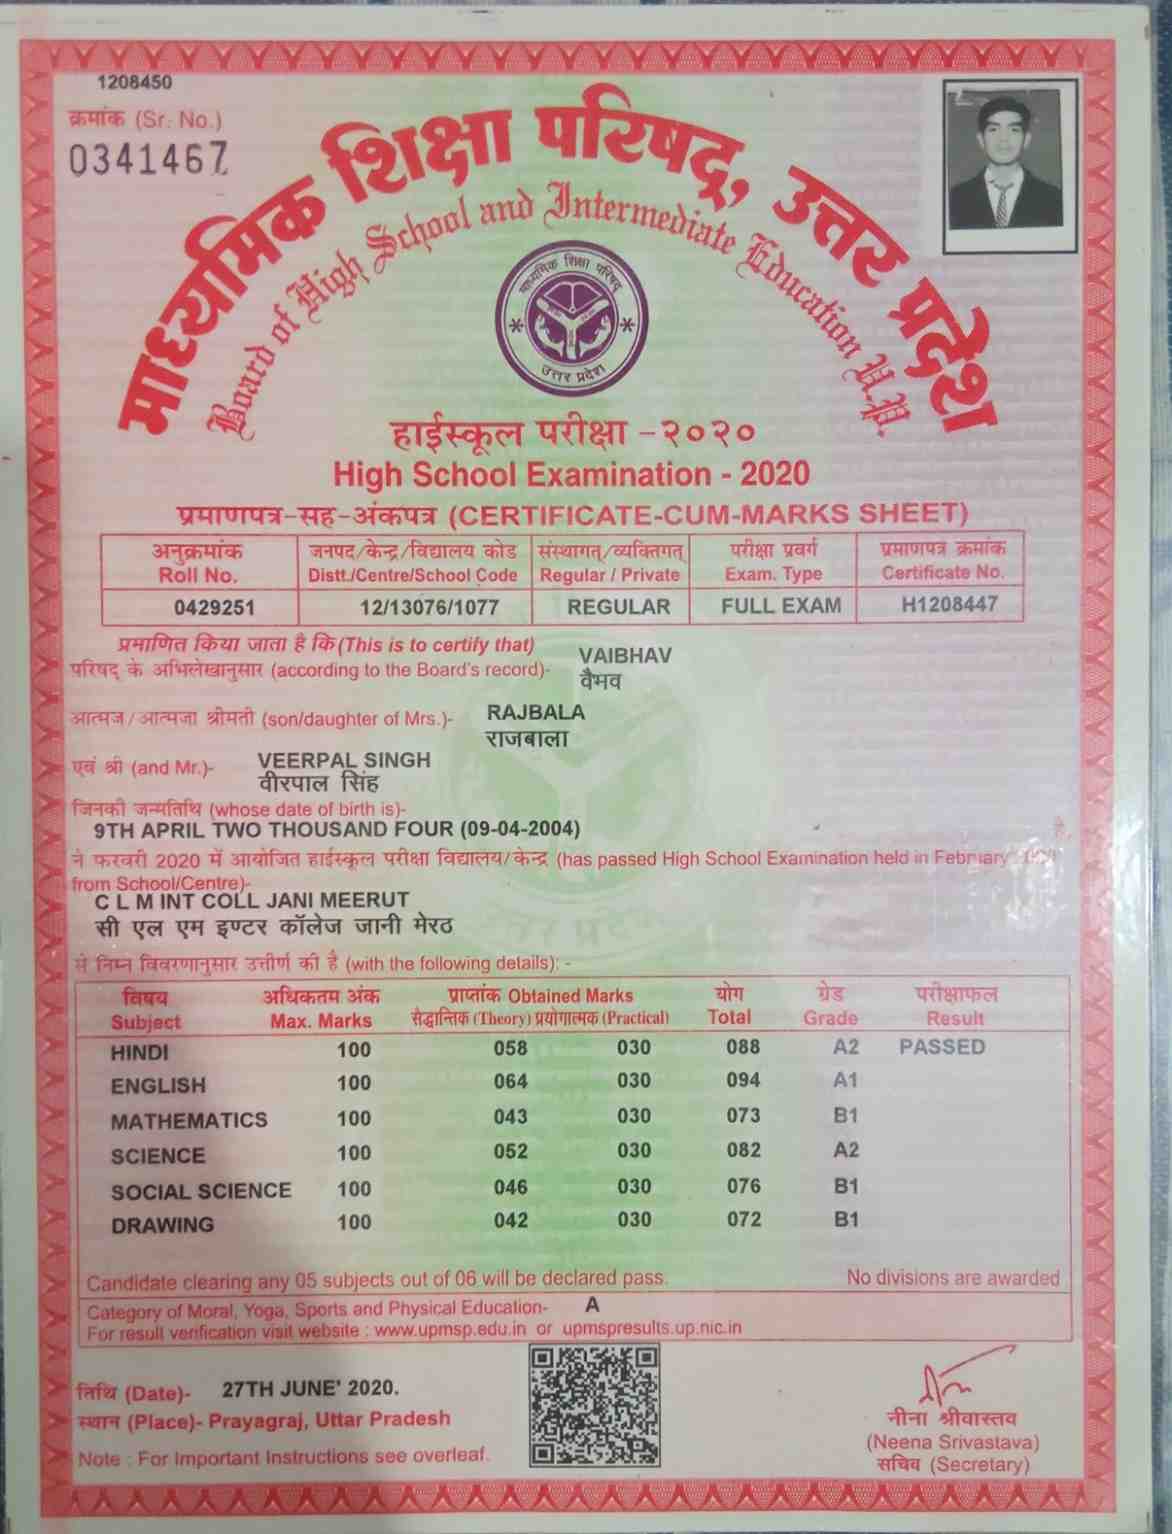 1208450
क्रमांक (Sr. No.)
0341467
माध्यमिक शिक्षा परिषद्, उत्तर प्रदेश
Board of High School and Intermediate Education U.P.
माध्यमिक शिक्षा परिषद्
उत्तर प्रदेश
हाईस्कूल परीक्षा -२०२०
High School Examination - 2020
प्रमाणपत्र-सह-अंकपत्र (CERTIFICATE-CUM-MARKS SHEET)
अनुक्रमांक जनपद/केन्द्र/विद्यालय कोड संस्थागत्/व्यक्तिगत् परीक्षा प्रवर्ग प्रमाणपत्र क्रमांक
Roll No. Distt./Centre/School Code Regular / Private Exam. Type Certificate No.
0429251 12/13076/1077 REGULAR FULL EXAM H1208447
प्रमाणित किया जाता है कि (This is to certify that)
परिषद के अभिलेखानुसार (according to the Board's record)- VAIBHAV
वैभव
आत्मज/आत्मजा श्रीमती (son/daughter of Mrs.)- RAJBALA
राजबाला
एवं श्री (and Mr.)- VEERPAL SINGH
वीरपाल सिंह
जिनकी जन्मतिथि (whose date of birth is)-
9TH APRIL TWO THOUSAND FOUR (09-04-2004) है,
ने फरवरी 2020 में आयोजित हाईस्कूल परीक्षा विद्यालय/केन्द्र (has passed High School Examination held in February
from School/Centre)-
C L M INT COLL JANI MEERUT
सी एल एम इण्टर कॉलेज जानी मेरठ
से निम्न विवरणानुसार उत्तीर्ण की है (with the following details): -
विषय अधिकतम अंक प्राप्तांक Obtained Marks योग ग्रेड परीक्षाफल
Subject Max. Marks सैद्धान्तिक (Theory) प्रयोगात्मक (Practical) Total Grade Result
HINDI 100 058 030 088 A2 PASSED
ENGLISH 100 064 030 094 A1
MATHEMATICS 100 043 030 073 B1
SCIENCE 100 052 030 082 A2
SOCIAL SCIENCE 100 046 030 076 B1
DRAWING 100 042 030 072 B1
Candidate clearing any 05 subjects out of 06 will be declared pass. No divisions are awarded
Category of Moral, Yoga, Sports and Physical Education- A
For result verification visit website : www.upmsp.edu.in or upmspresults.up.nic.in
तिथि (Date)- 27TH JUNE' 2020.
स्थान (Place)- Prayagraj, Uttar Pradesh
Note : For Important Instructions see overleaf.
नीना श्रीवास्तव
(Neena Srivastava)
सचिव (Secretary)